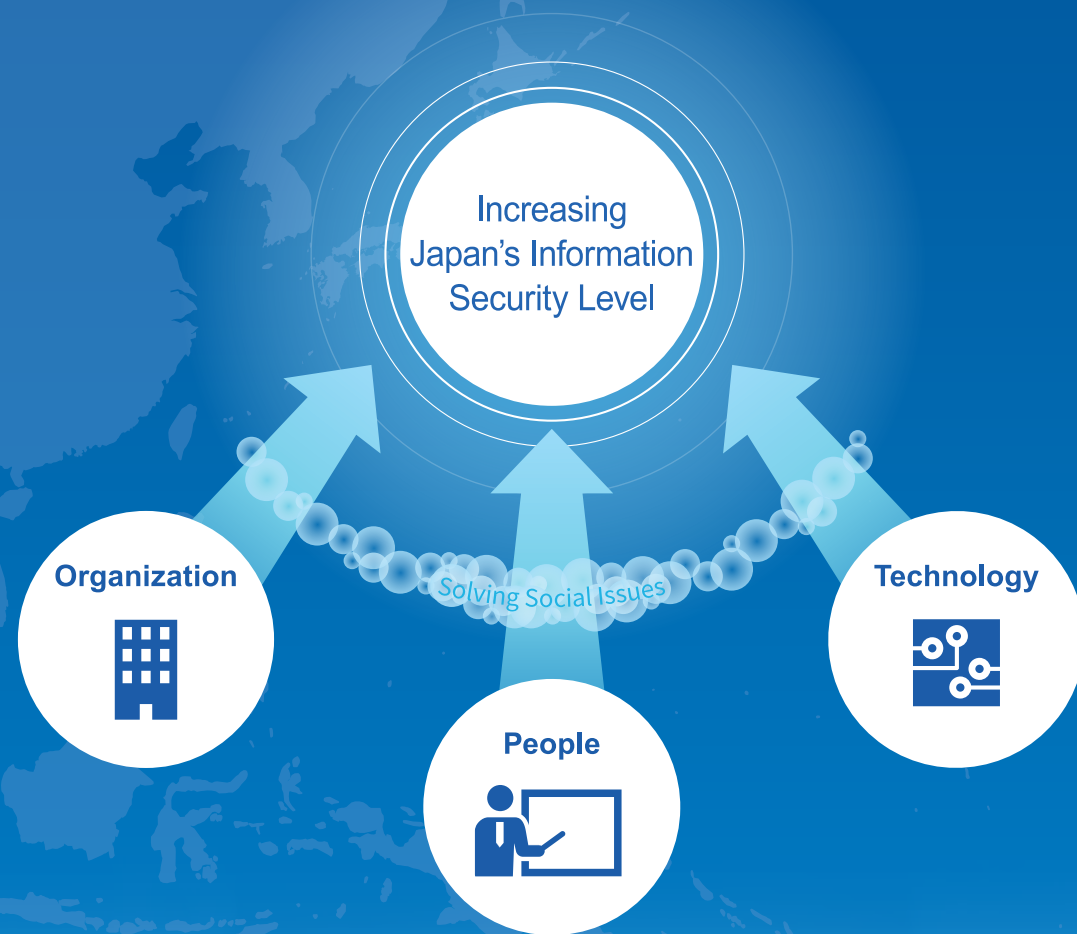 Increasing
Japan’s Information
Security Level
Solving Social Issues
Organization
Technology
People